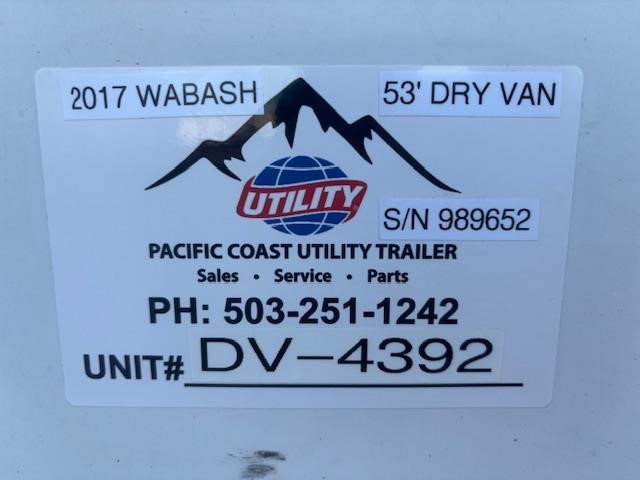 2017 WABASH
53' DRY VAN
UTILITY®
S/N 989652
PACIFIC COAST UTILITY TRAILER
Sales • Service • Parts
PH: 503-251-1242
UNIT# DV-4392